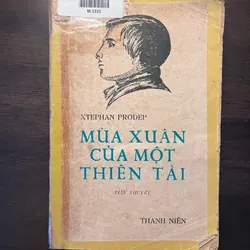 XTEPHAN PRODEP
MÙA XUÂN
CỦA MỘT
THIÊN TÀI
THANH NIÊN